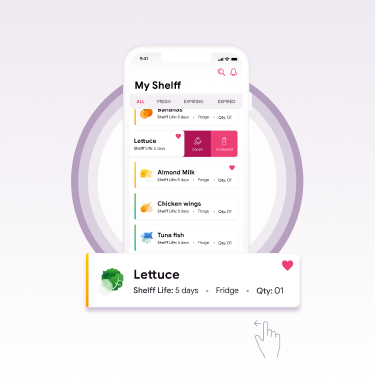 9:41
My Shelff
ALL FRESH EXPIRING EXPIRED
Bananas
Shelff Life: 5 days • Fridge • Qty: 01
Lettuce
Shelff Life: 5 days
Donate
Almond Milk
Shelff Life: 5 days • Fridge • Qty: 01
Chicken wings
Shelff Life: 5 days • Fridge • Qty: 01
Tuna fish
Shelff Life: 6 days • Fridge • Qty: 01
Lettuce
Shelff Life: 5 days • Fridge • Qty: 01